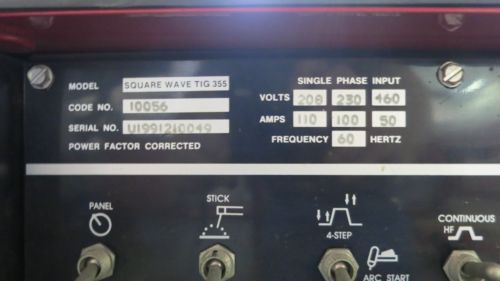 MODEL SQUARE WAVE TIG 355
CODE NO. 10056
SERIAL NO. U1991210049
POWER FACTOR CORRECTED
SINGLE PHASE INPUT
VOLTS 208 230 460
AMPS 110 100 50
FREQUENCY 60 HERTZ
PANEL
STICK
4-STEP
ARC START
CONTINUOUS
HF